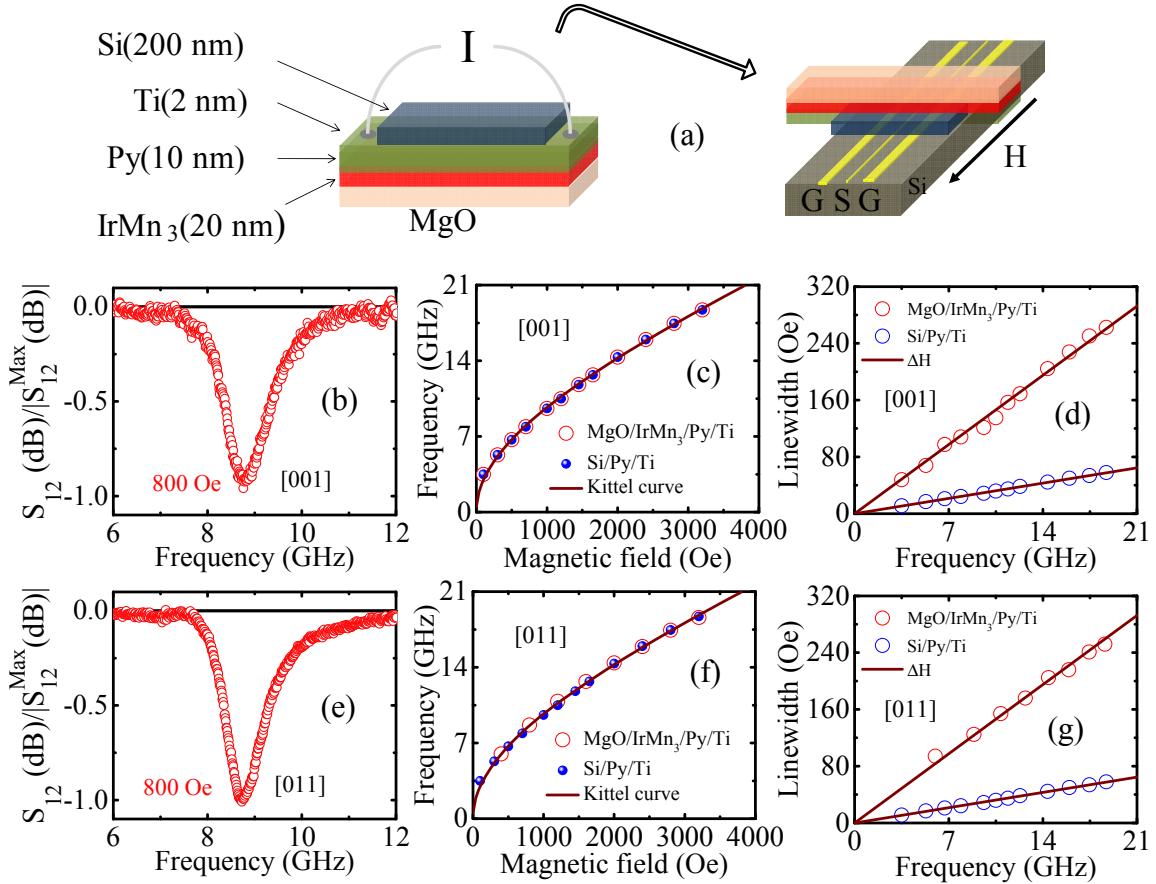 Si(200 nm)
Ti(2 nm)
Py(10 nm)
IrMn3(20 nm)
I
MgO
(a)
H
Si
G S G
S12 (dB)/|S12^Max (dB)|
0.0
-0.5
-1.0
(b)
800 Oe
[001]
6 8 10 12
Frequency (GHz)
Frequency (GHz)
21
14
7
0
[001]
(c)
MgO/IrMn3/Py/Ti
Si/Py/Ti
Kittel curve
0 1000 2000 3000 4000
Magnetic field (Oe)
Linewidth (Oe)
320
240
160
80
0
MgO/IrMn3/Py/Ti
Si/Py/Ti
ΔH
[001]
(d)
7 14 21
Frequency (GHz)
S12 (dB)/|S12^Max (dB)|
0.0
-0.5
-1.0
(e)
800 Oe
[011]
6 8 10 12
Frequency (GHz)
Frequency (GHz)
21
14
7
0
[011]
(f)
MgO/IrMn3/Py/Ti
Si/Py/Ti
Kittel curve
0 1000 2000 3000 4000
Magnetic field (Oe)
Linewidth (Oe)
320
240
160
80
0
MgO/IrMn3/Py/Ti
Si/Py/Ti
ΔH
[011]
(g)
0 7 14 21
Frequency (GHz)